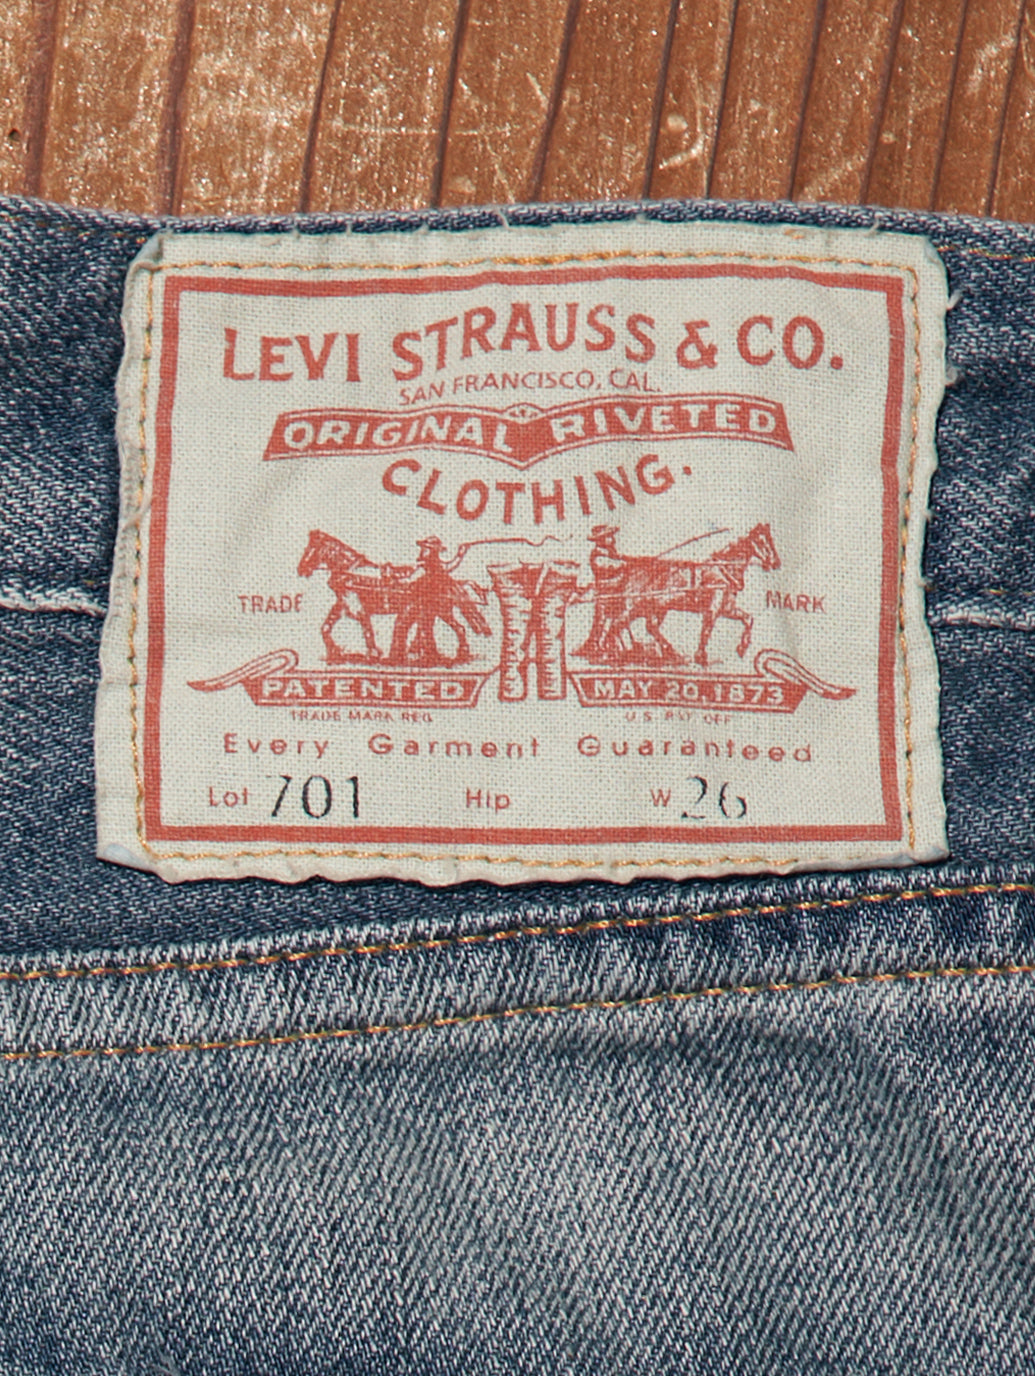 LEVI STRAUSS & CO.
SAN FRANCISCO, CAL.
ORIGINAL RIVETED
CLOTHING.
TRADE MARK
PATENTED MAY 20, 1873
TRADE MARK REG U.S. PAT OFF
Every Garment Guaranteed
Lot 701 Hip W 26